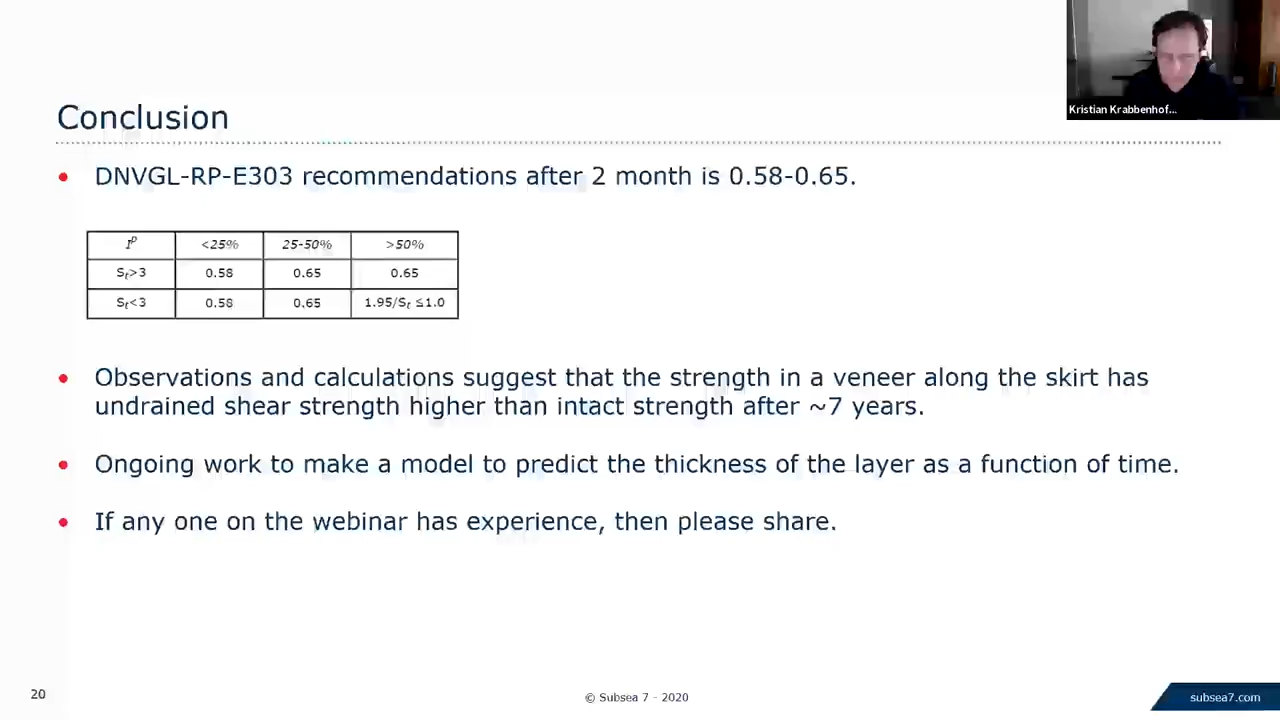 Kristian Krabbenhof...
Conclusion
DNVGL-RP-E303 recommendations after 2 month is 0.58-0.65.
Iᵖ <25% 25-50% >50%
Sₜ>3 0.58 0.65 0.65
Sₜ<3 0.58 0.65 1.95/Sₜ ≤1.0
Observations and calculations suggest that the strength in a veneer along the skirt has
undrained shear strength higher than intact strength after ~7 years.
Ongoing work to make a model to predict the thickness of the layer as a function of time.
If any one on the webinar has experience, then please share.
20
© Subsea 7 - 2020
subsea7.com